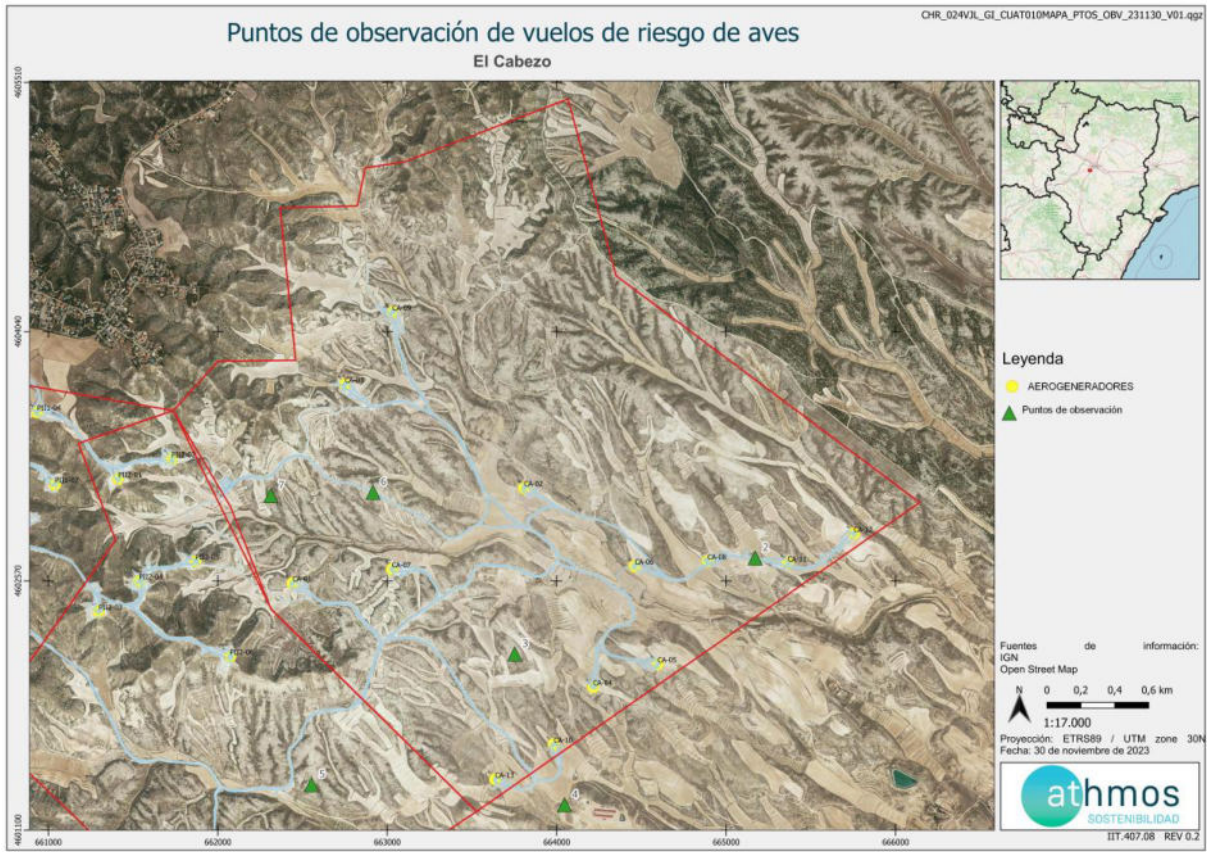 CHR_024VJL_GI_CUAT010MAPA_PTOS_OBV_231130_V01.qgz
Puntos de observación de vuelos de riesgo de aves
El Cabezo
4605510
4604040
4602570
4601100
CA-09
CA-03
PIJ1-04
7
6
CA-02
2
CA-06
CA-08
CA-07
3
CA-05
CA-04
CA-10
CA-13
5
4
661000
662000
663000
664000
665000
666000
Leyenda
AEROGENERADORES
Puntos de observación
Fuentes de información:
IGN
Open Street Map
N
0 0,2 0,4 0,6 km
1:17.000
Proyección: ETRS89 / UTM zone 30N
Fecha: 30 de noviembre de 2023
athmos
SOSTENIBILIDAD
IIT.407.08 REV 0.2